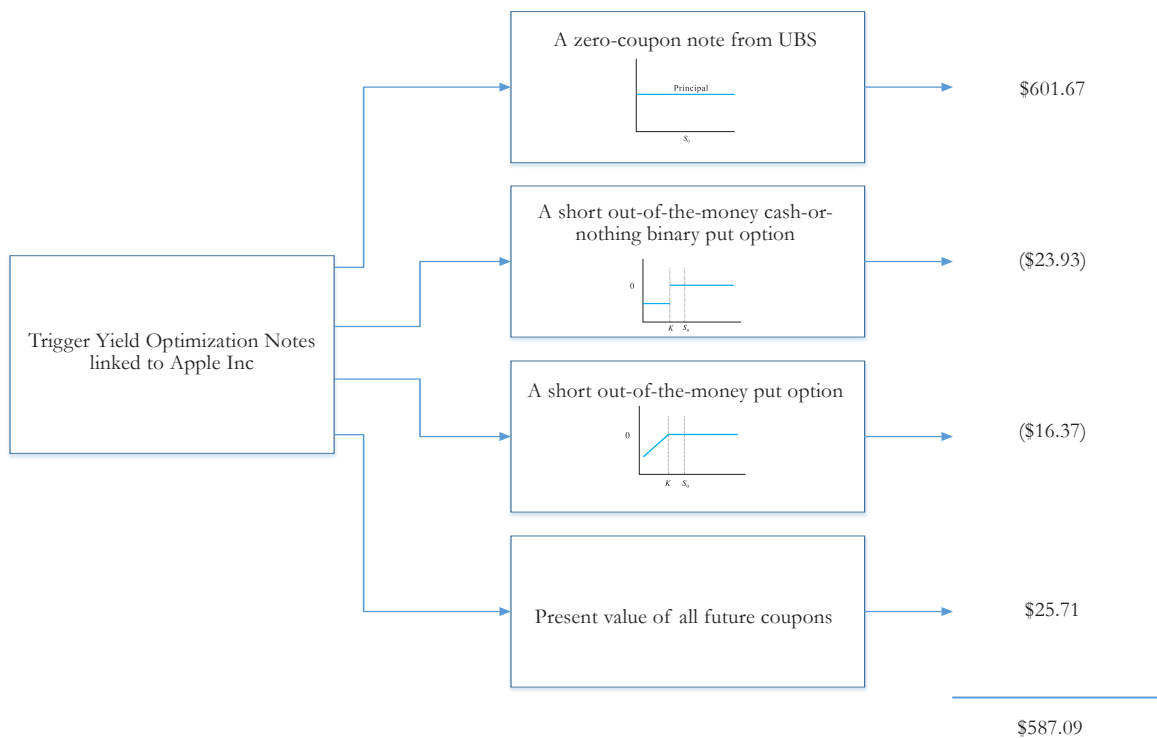 A zero-coupon note from UBS
Principal
S₀
$601.67
A short out-of-the-money cash-or-
nothing binary put option
0
K
S₀
($23.93)
Trigger Yield Optimization Notes
linked to Apple Inc
A short out-of-the-money put option
0
K
S₀
($16.37)
Present value of all future coupons
$25.71
$587.09